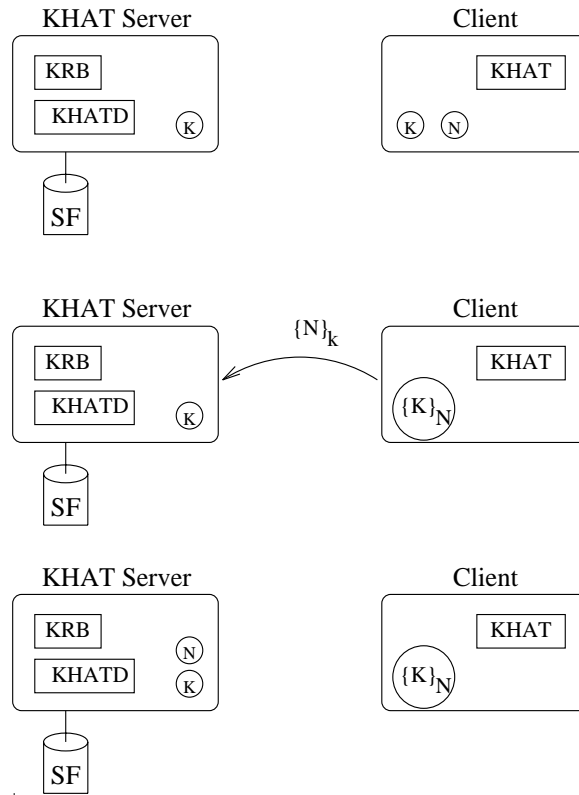 KHAT Server Client
KRB KHAT
KHATD K K N
SF
KHAT Server Client
{N}k
KRB KHAT
KHATD K {K}N
SF
KHAT Server Client
KRB KHAT
N
KHATD K {K}N
SF